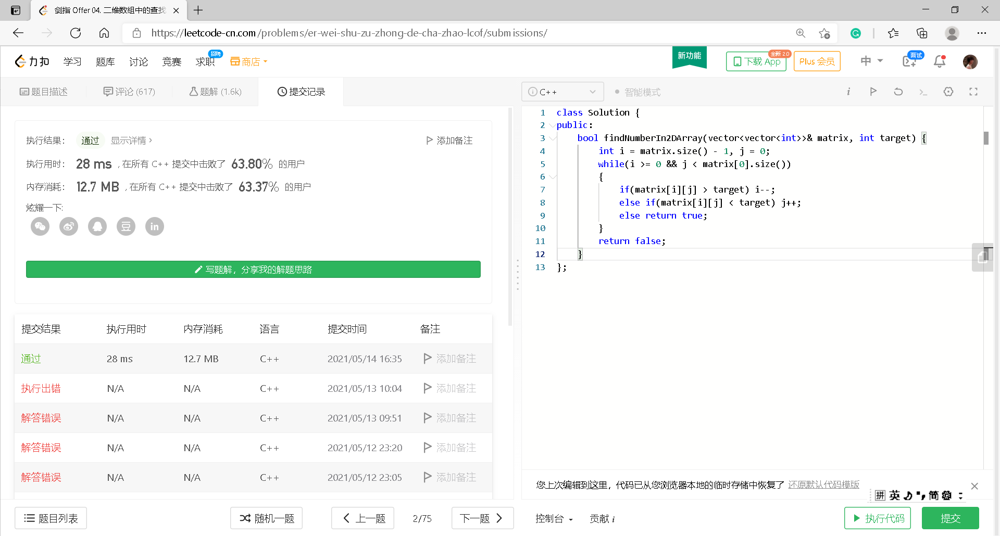 剑指 Offer 04. 二维数组中的查找
https://leetcode-cn.com/problems/er-wei-shu-zu-zhong-de-cha-zhao-lcof/submissions/
力扣 学习 题库 讨论 竞赛 求职 招聘 商店 新功能 下载 App 全新 2.0 Plus 会员 中 面试
题目描述 评论 (617) 题解 (1.6k) 提交记录 C++ 智能模式
执行结果： 通过 显示详情 > 添加备注
执行用时： 28 ms , 在所有 C++ 提交中击败了 63.80% 的用户
内存消耗： 12.7 MB , 在所有 C++ 提交中击败了 63.37% 的用户
炫耀一下:
豆 in
写题解，分享我的解题思路
提交结果 执行用时 内存消耗 语言 提交时间 备注
通过 28 ms 12.7 MB C++ 2021/05/14 16:35 添加备注
执行出错 N/A N/A C++ 2021/05/13 10:04 添加备注
解答错误 N/A N/A C++ 2021/05/13 09:51 添加备注
解答错误 N/A N/A C++ 2021/05/12 23:20 添加备注
解答错误 N/A N/A C++ 2021/05/12 23:05 添加备注
1 class Solution {
2 public:
3 bool findNumberIn2DArray(vector<vector<int>>& matrix, int target) {
4 int i = matrix.size() - 1, j = 0;
5 while(i >= 0 && j < matrix[0].size())
6 {
7 if(matrix[i][j] > target) i--;
8 else if(matrix[i][j] < target) j++;
9 else return true;
10 }
11 return false;
12 }
13 };
您上次编辑到这里，代码已从您浏览器本地的临时存储中恢复了 还原默认代码模版
拼 英 简
题目列表 随机一题 上一题 2/75 下一题 控制台 贡献 i 执行代码 提交